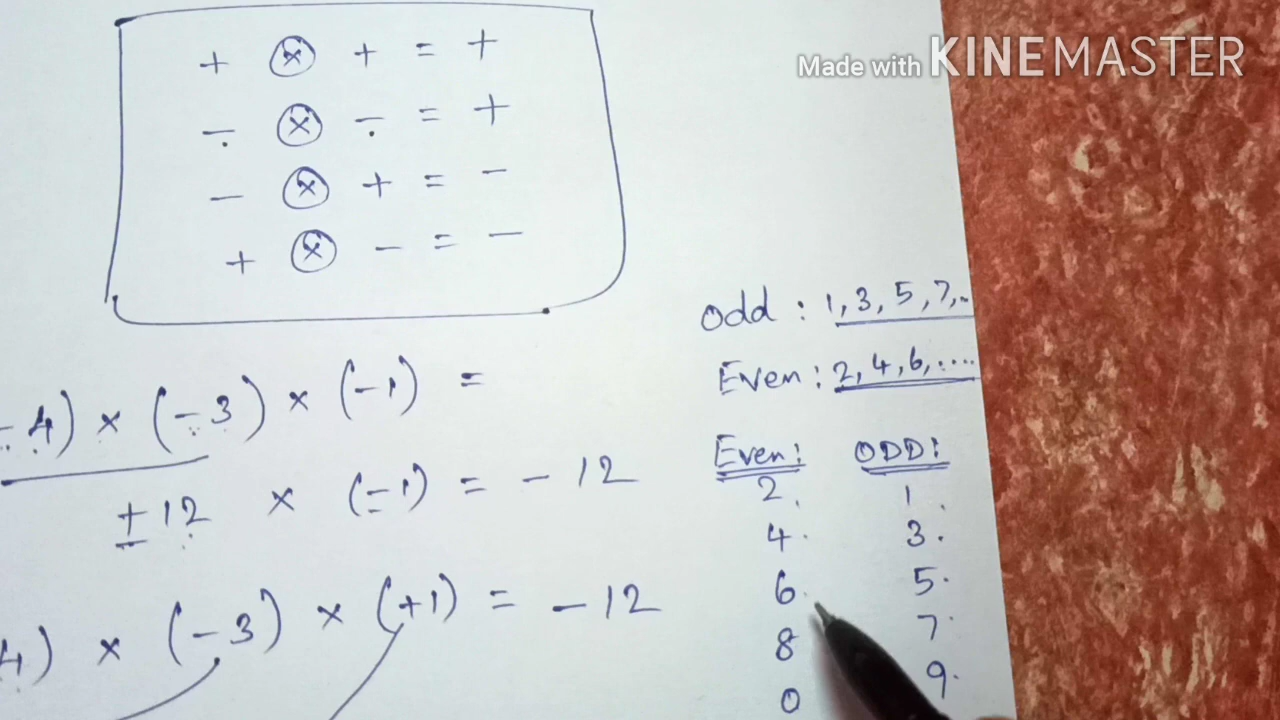 + × + = +
Made with KINEMASTER
- × - = +
- × + = -
+ × - = -
Odd : 1, 3, 5, 7, .
Even : 2, 4, 6, ....
- 4) × (-3) × (-1) =
+12 × (-1) = -12
4) × (-3) × (+1) = -12
Even: ODD:
2 1
4 3
6 5
8 7
0 9